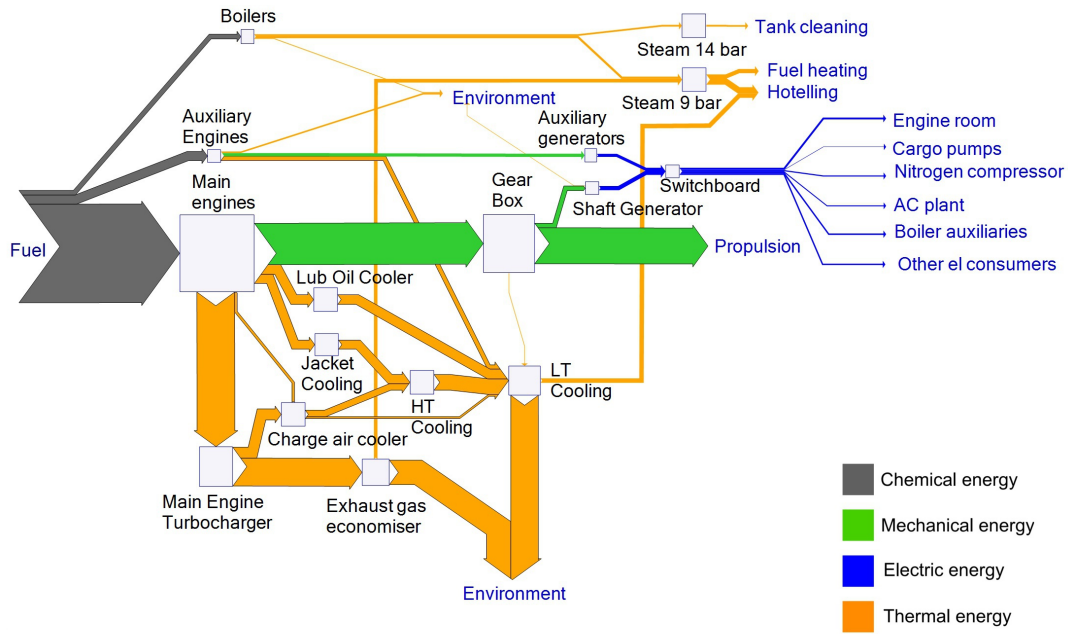 Boilers
Tank cleaning
Steam 14 bar
Fuel heating
Hotelling
Steam 9 bar
Environment
Auxiliary
Engines
Auxiliary
generators
Engine room
Cargo pumps
Nitrogen compressor
AC plant
Boiler auxiliaries
Other el consumers
Switchboard
Shaft Generator
Main
engines
Gear
Box
Fuel
Propulsion
Lub Oil Cooler
Jacket
Cooling
LT
Cooling
HT
Cooling
Charge air cooler
Main Engine
Turbocharger
Exhaust gas
economiser
Environment
Chemical energy
Mechanical energy
Electric energy
Thermal energy